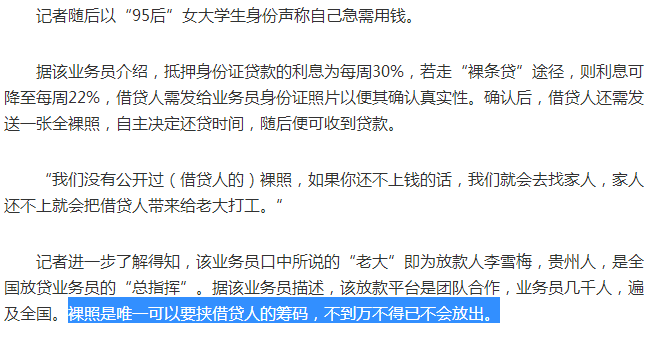 记者随后以“95后”女大学生身份声称自己急需用钱。
据该业务员介绍，抵押身份证贷款的利息为每周30%，若走“裸条贷”途径，则利息可
降至每周22%，借贷人需发给业务员身份证照片以便其确认真实性。确认后，借贷人还需发
送一张全裸照，自主决定还贷时间，随后便可收到贷款。
“我们没有公开过（借贷人的）裸照，如果你还不上钱的话，我们就会去找家人，家人
还不上就会把借贷人带来给老大打工。”
记者进一步了解得知，该业务员口中所说的“老大”即为放款人李雪梅，贵州人，是全
国放贷业务员的“总指挥”。据该业务员描述，该放款平台是团队合作，业务员几千人，遍
及全国。裸照是唯一可以要挟借贷人的筹码，不到万不得已不会放出。